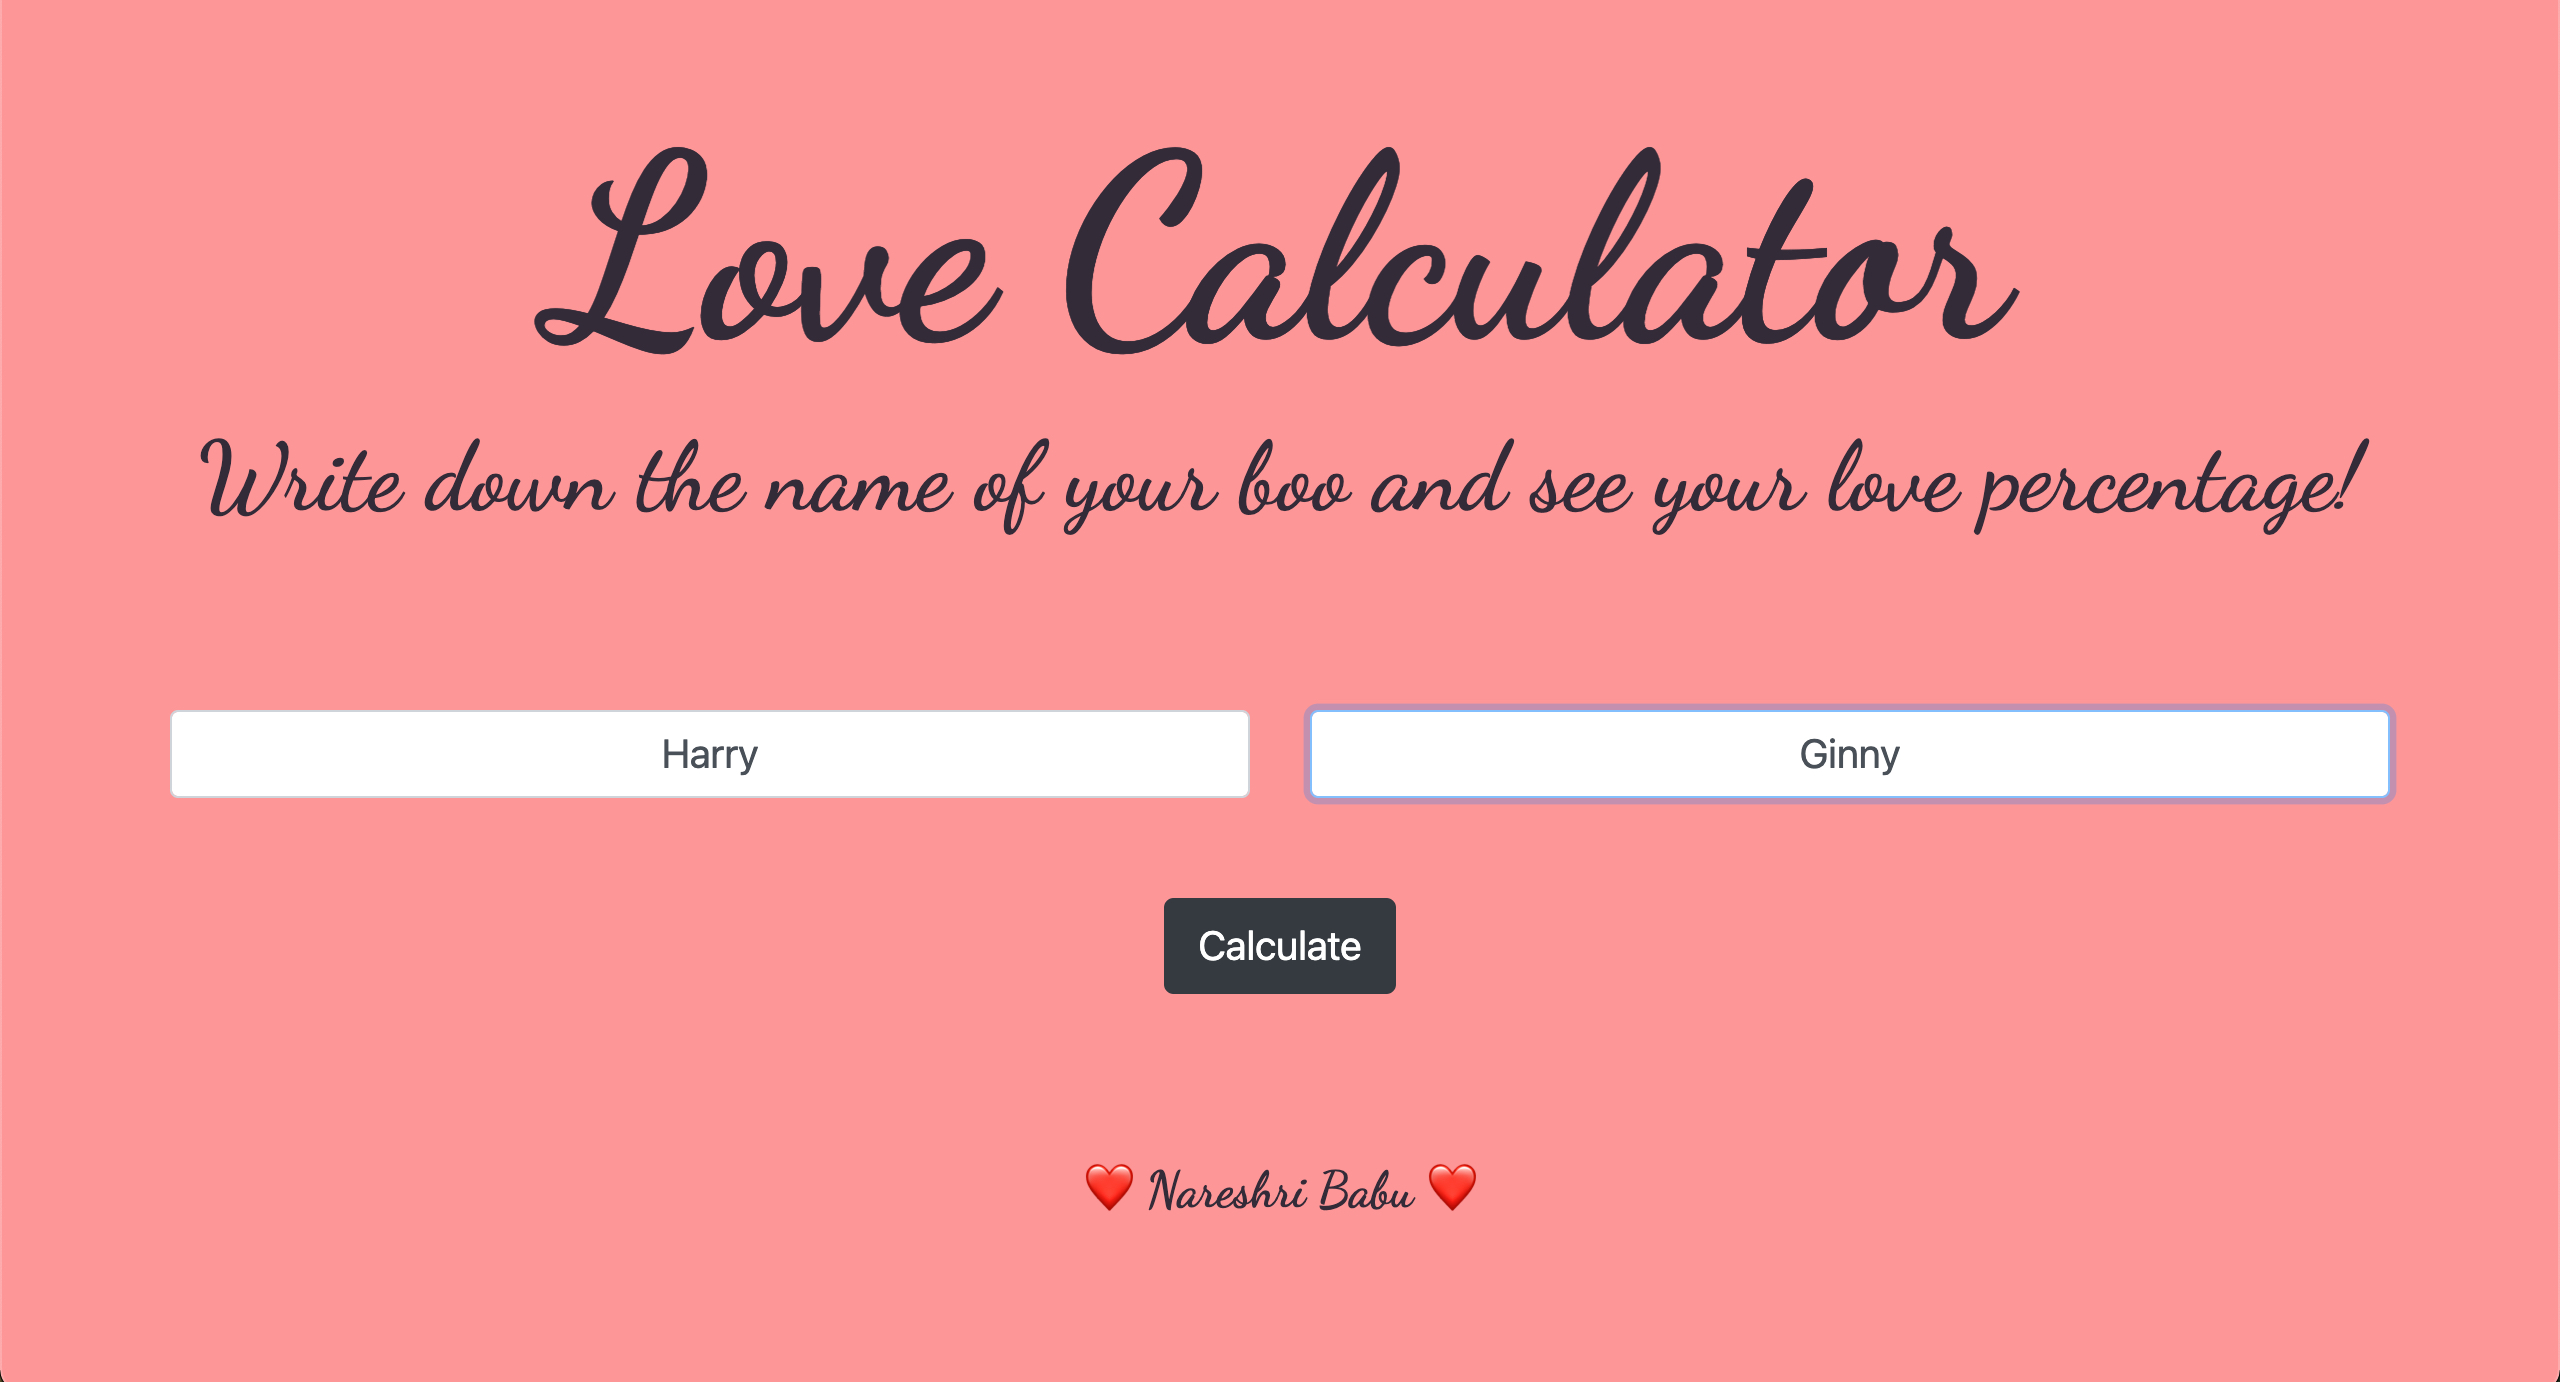 Love Calculator
Write down the name of your boo and see your love percentage!
Harry Ginny
Calculate
❤️ Nareshri Babu ❤️